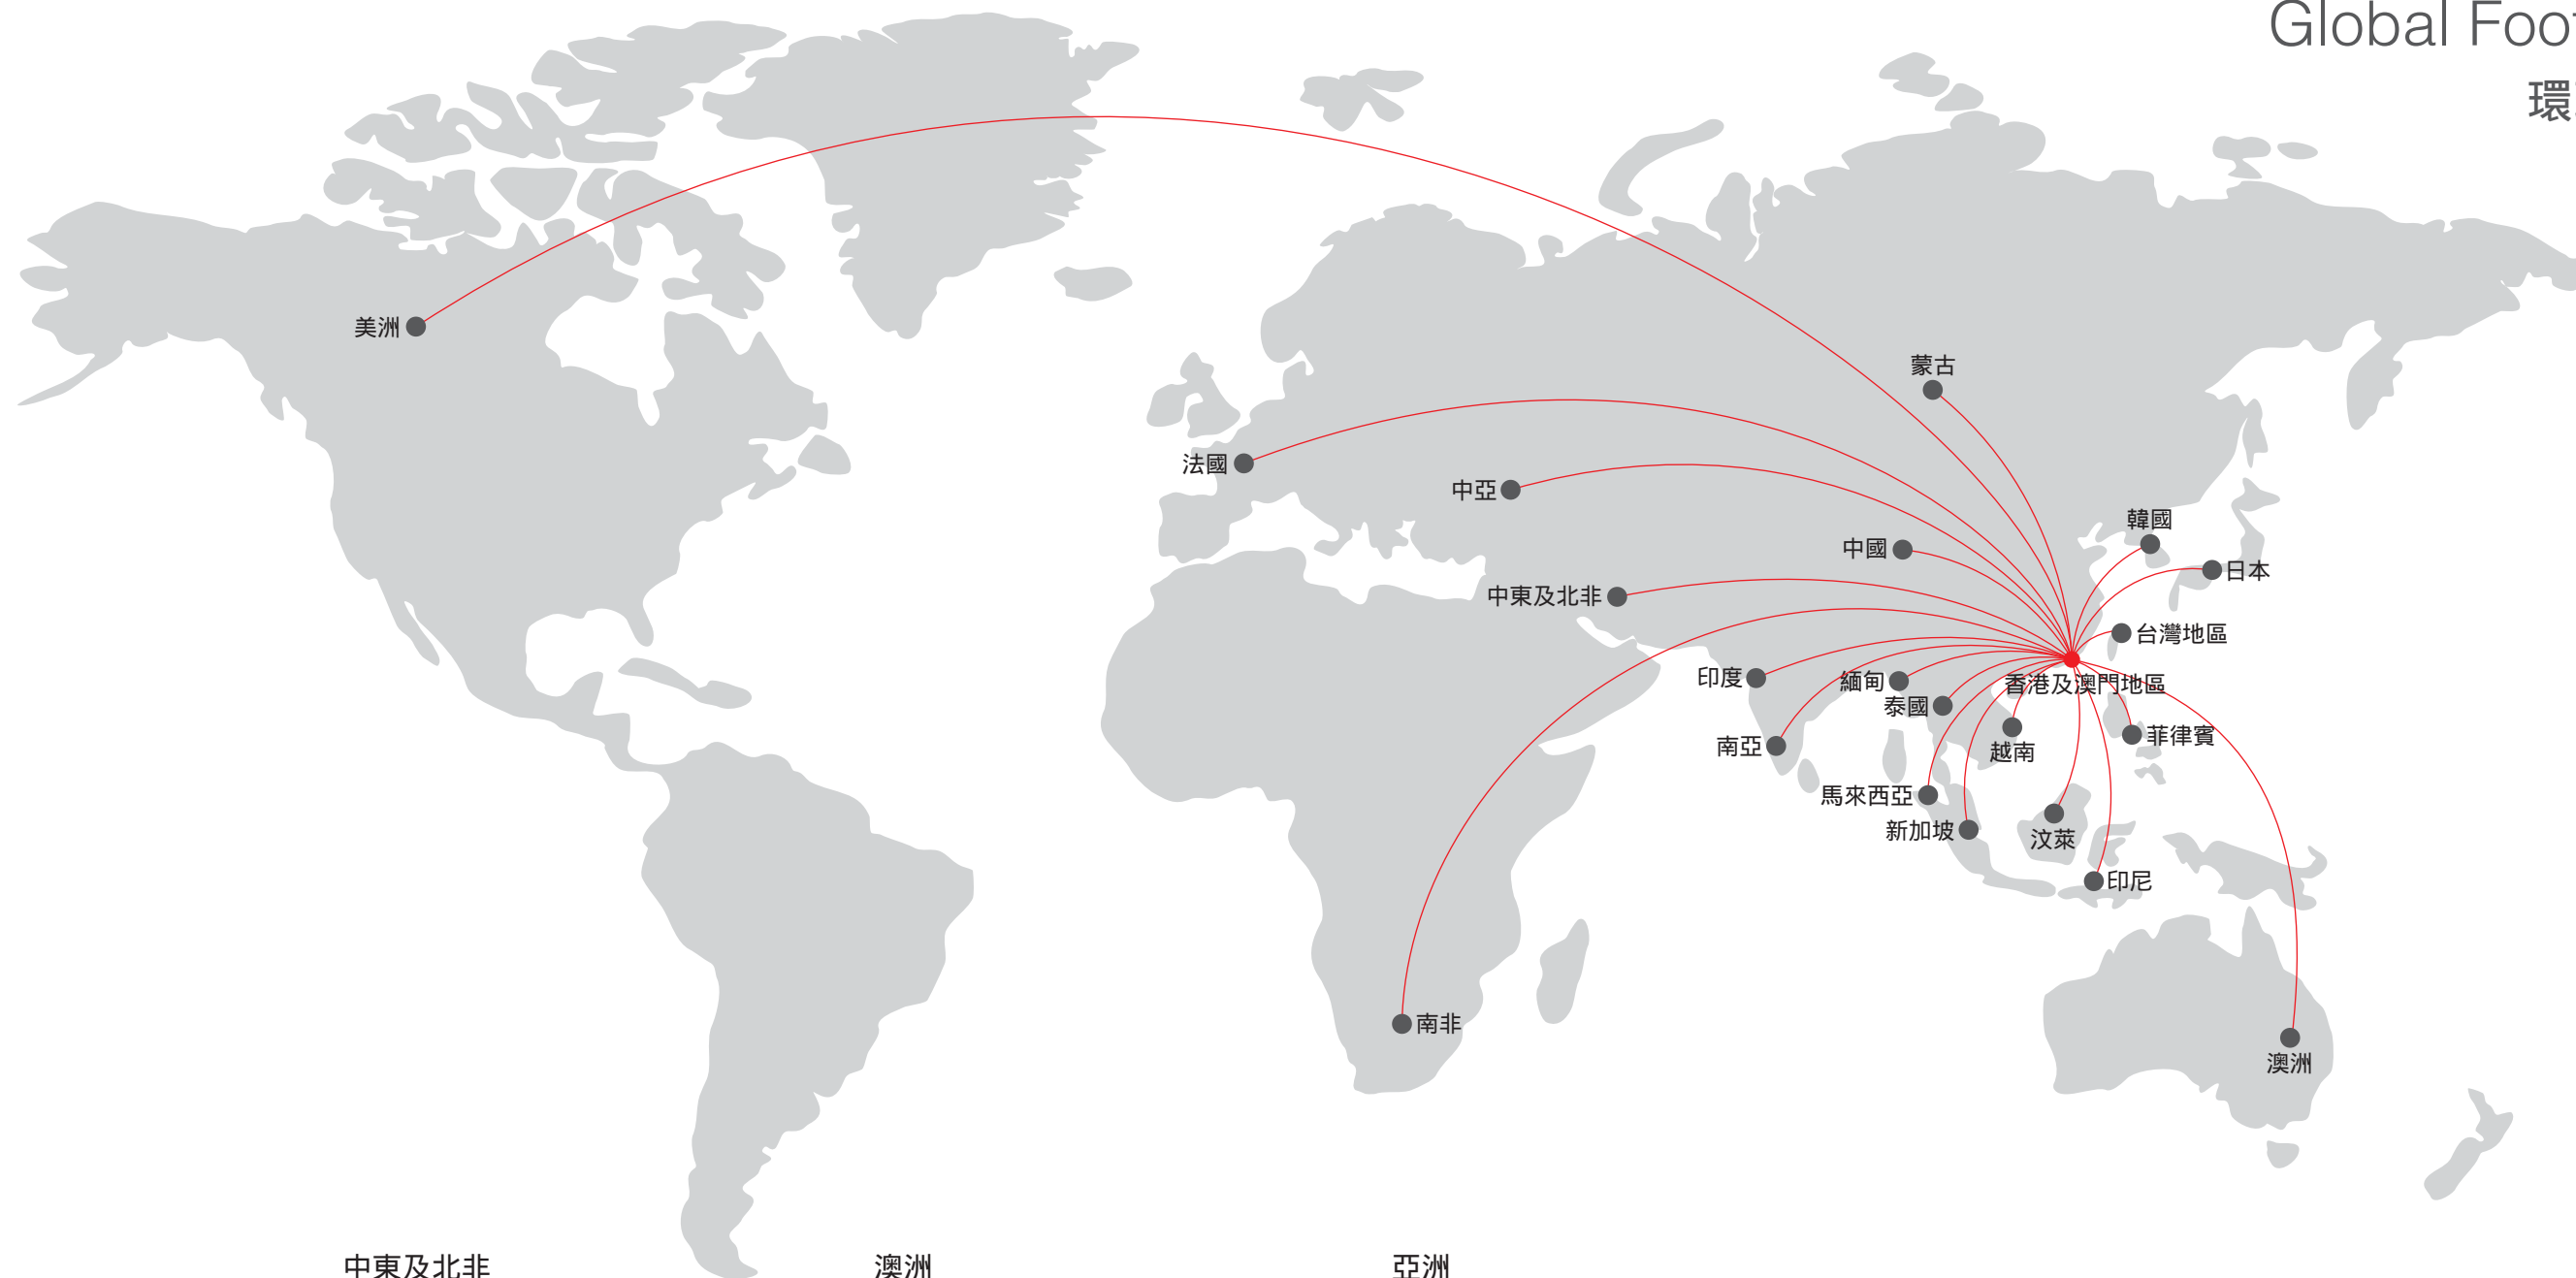 Global Foo
環
美洲
蒙古
法國
中亞
韓國
中國
日本
中東及北非
台灣地區
印度
緬甸
香港及澳門地區
泰國
南亞
越南
菲律賓
馬來西亞
新加坡
汶萊
印尼
南非
澳洲
中東及北非
澳洲
亞洲